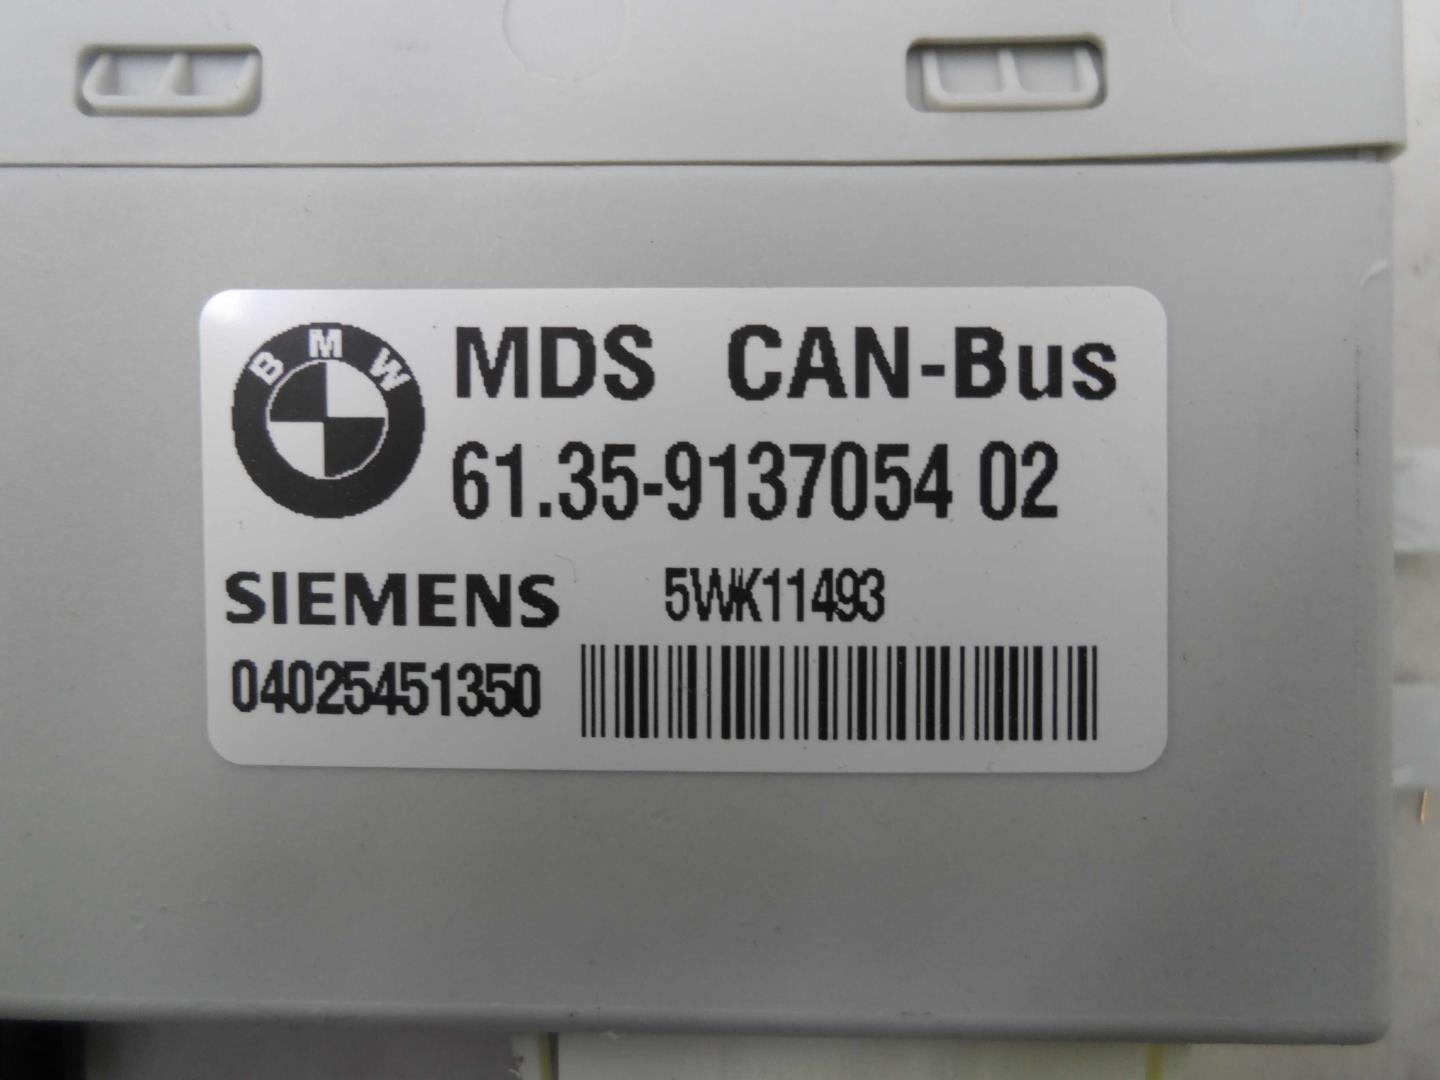 BMW
MDS CAN-Bus
61.35-9137054 02
SIEMENS 5WK11493
04025451350